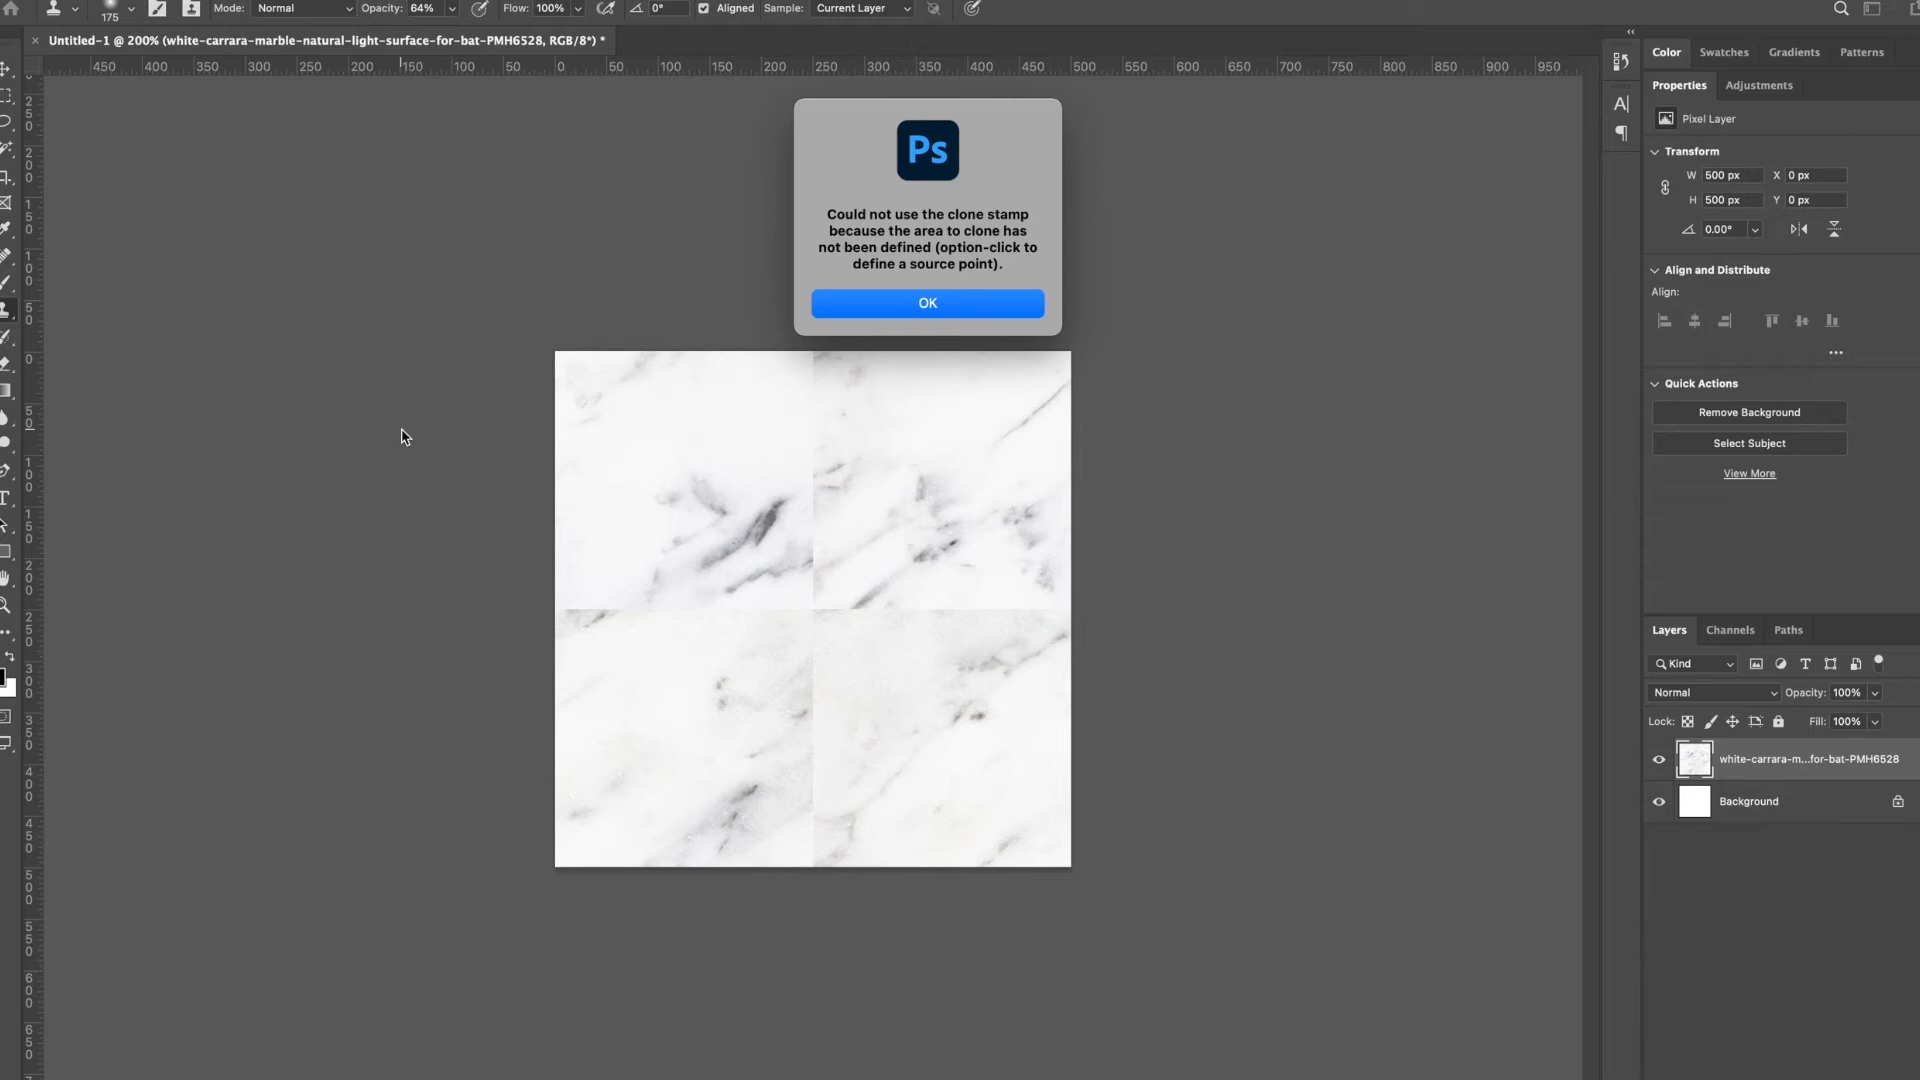 175 Mode: Normal Opacity: 64% Flow: 100% 0° Aligned Sample: Current Layer
× Untitled-1 @ 200% (white-carrara-marble-natural-light-surface-for-bat-PMH6528, RGB/8*) *
450 400 350 300 250 200 150 100 50 0 50 100 150 200 250 300 350 400 450 500 550 600 650 700 750 800 850 900 950
250
200
150
100
50
0
50
100
150
200
250
300
350
400
450
500
550
600
650
Ps
Could not use the clone stamp
because the area to clone has
not been defined (option-click to
define a source point).
OK
Color Swatches Gradients Patterns
Properties Adjustments
Pixel Layer
Transform
W 500 px X 0 px
H 500 px Y 0 px
0.00°
Align and Distribute
Align:
Quick Actions
Remove Background
Select Subject
View More
Layers Channels Paths
Kind
Normal Opacity: 100%
Lock: Fill: 100%
white-carrara-m...for-bat-PMH6528
Background